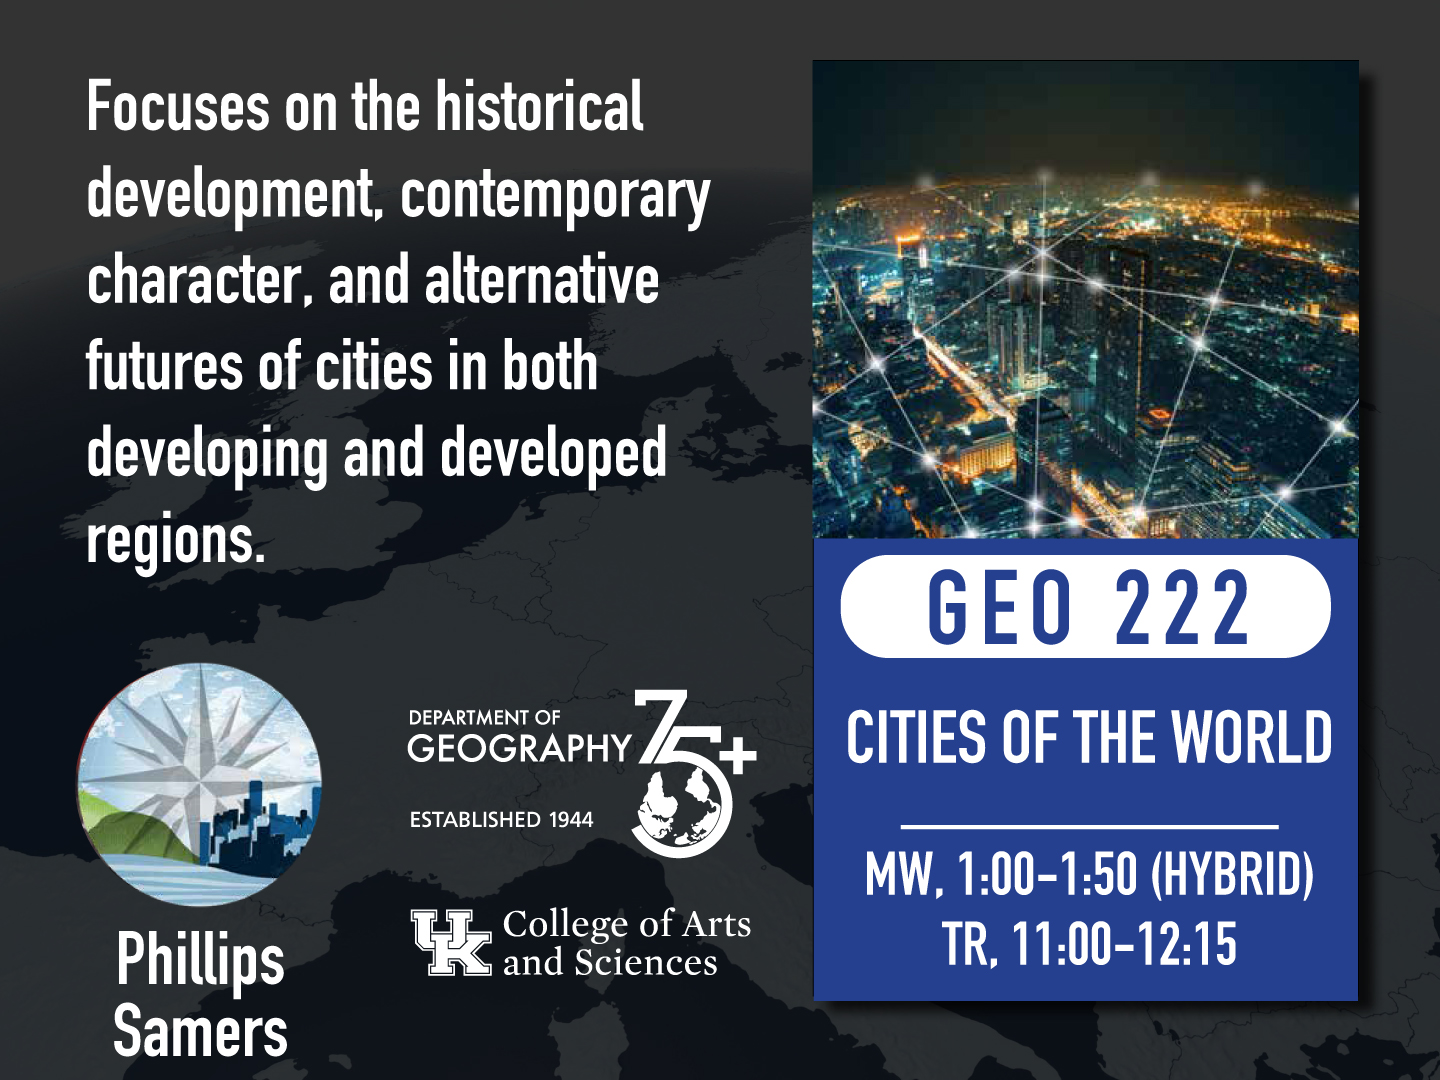 Focuses on the historical
development, contemporary
character, and alternative
futures of cities in both
developing and developed
regions.
Phillips
Samers
DEPARTMENT OF
GEOGRAPHY
75+
ESTABLISHED 1944
UK
College of Arts
and Sciences
GEO 222
CITIES OF THE WORLD
MW, 1:00-1:50 (HYBRID)
TR, 11:00-12:15